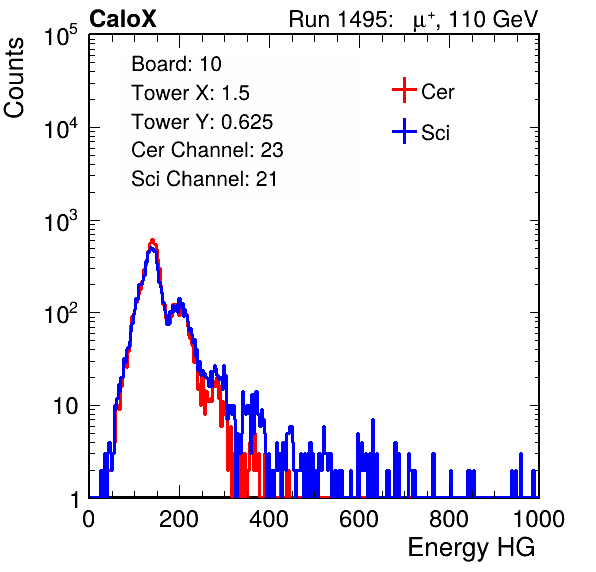 CaloX Run 1495: μ⁺, 110 GeV
Counts
10⁵
10⁴
10³
10²
10
1
Board: 10
Tower X: 1.5
Tower Y: 0.625
Cer Channel: 23
Sci Channel: 21
Cer
Sci
0 200 400 600 800 1000
Energy HG